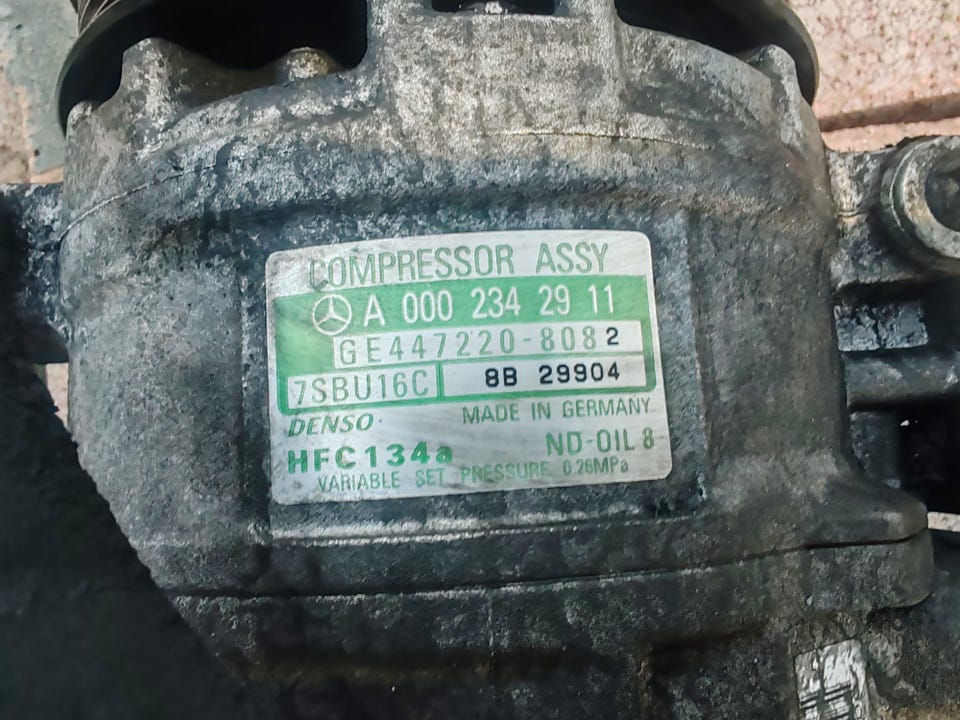 COMPRESSOR ASSY
A 000 234 29 11
GE447220-8082
7SBU16C 8B 29904
DENSO MADE IN GERMANY
HFC134a ND-OIL 8
VARIABLE SET PRESSURE 0.26MPa